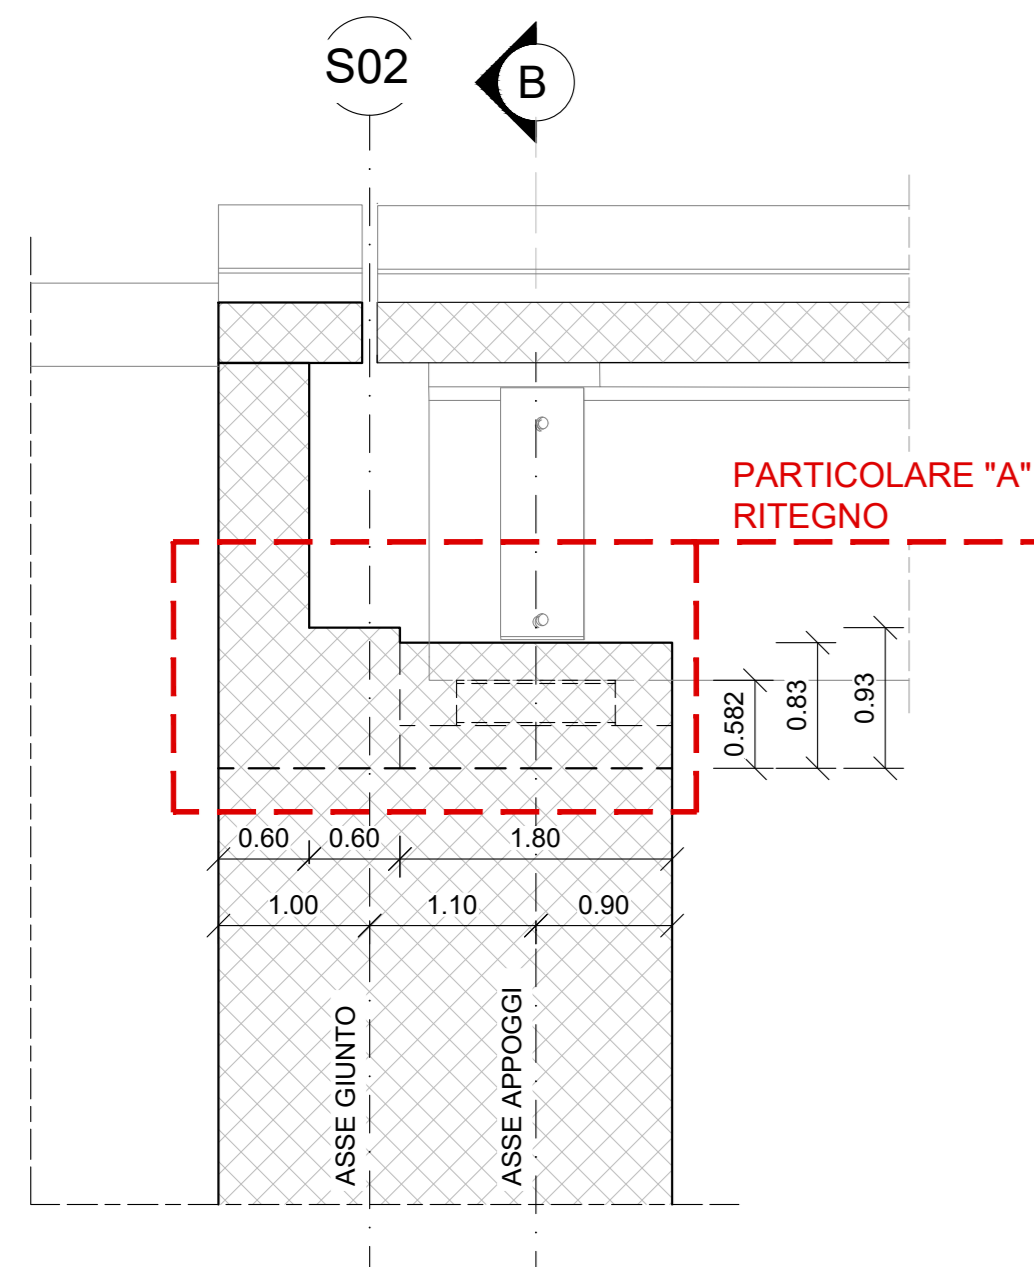 S02
B
PARTICOLARE "A"
RITEGNO
0.582
0.83
0.93
0.60 0.60 1.80
1.00 1.10 0.90
ASSE GIUNTO
ASSE APPOGGI